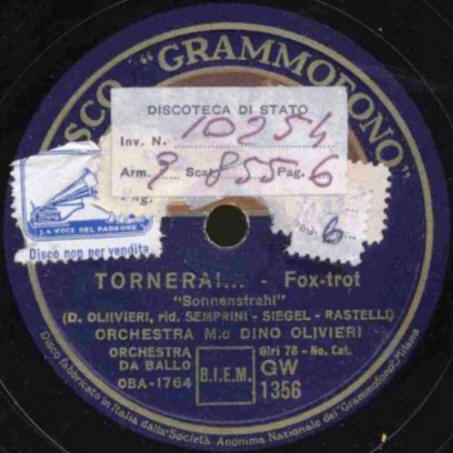 DISCO "GRAMMOFONO"
DISCOTECA DI STATO
Inv. N. 10254
Arm. 9 Scaf. 855 Pag. 6
6
LA VOCE DEL PADRONE
Disco non per vendita
TORNERAI... - Fox-trot
"Sonnenstrahl"
(D. OLIIVIERI, rid. SEMPRINI - SIEGEL - RASTELLI)
ORCHESTRA M.o DINO OLIVIERI
ORCHESTRA DA BALLO
OBA-1764
B.I.E.M.
Giri 78 - No. Cat.
GW
1356
Disco fabbricato in Italia dalla Società Anonima Nazionale del "Grammofono", Milano